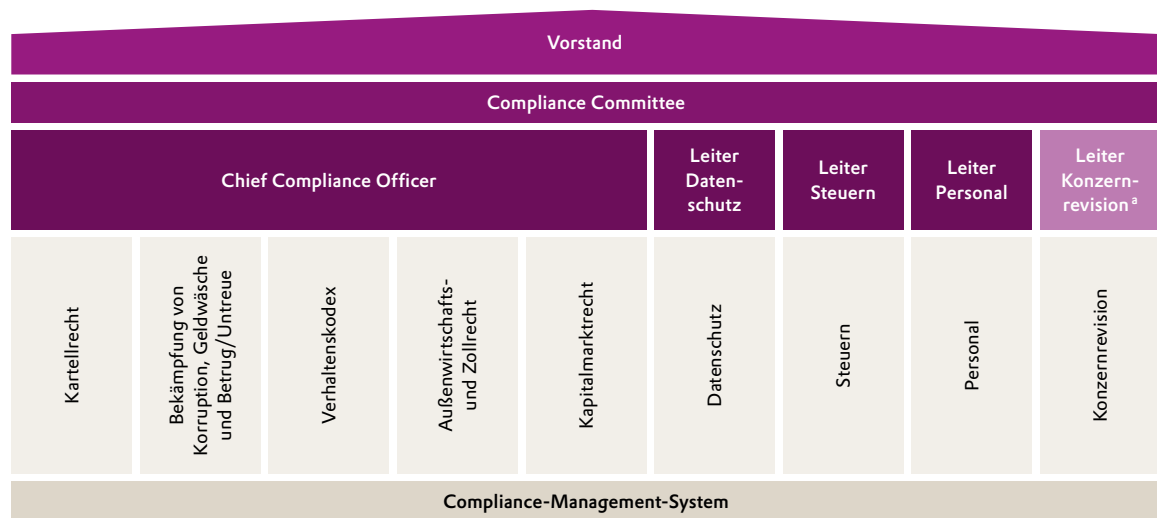 Vorstand
Compliance Committee
Chief Compliance Officer
Leiter
Daten-
schutz
Leiter
Steuern
Leiter
Personal
Leiter
Konzern-
revision a
Kartellrecht
Bekämpfung von
Korruption, Geldwäsche
und Betrug/Untreue
Verhaltenskodex
Außenwirtschafts-
und Zollrecht
Kapitalmarktrecht
Datenschutz
Steuern
Personal
Konzernrevision
Compliance-Management-System